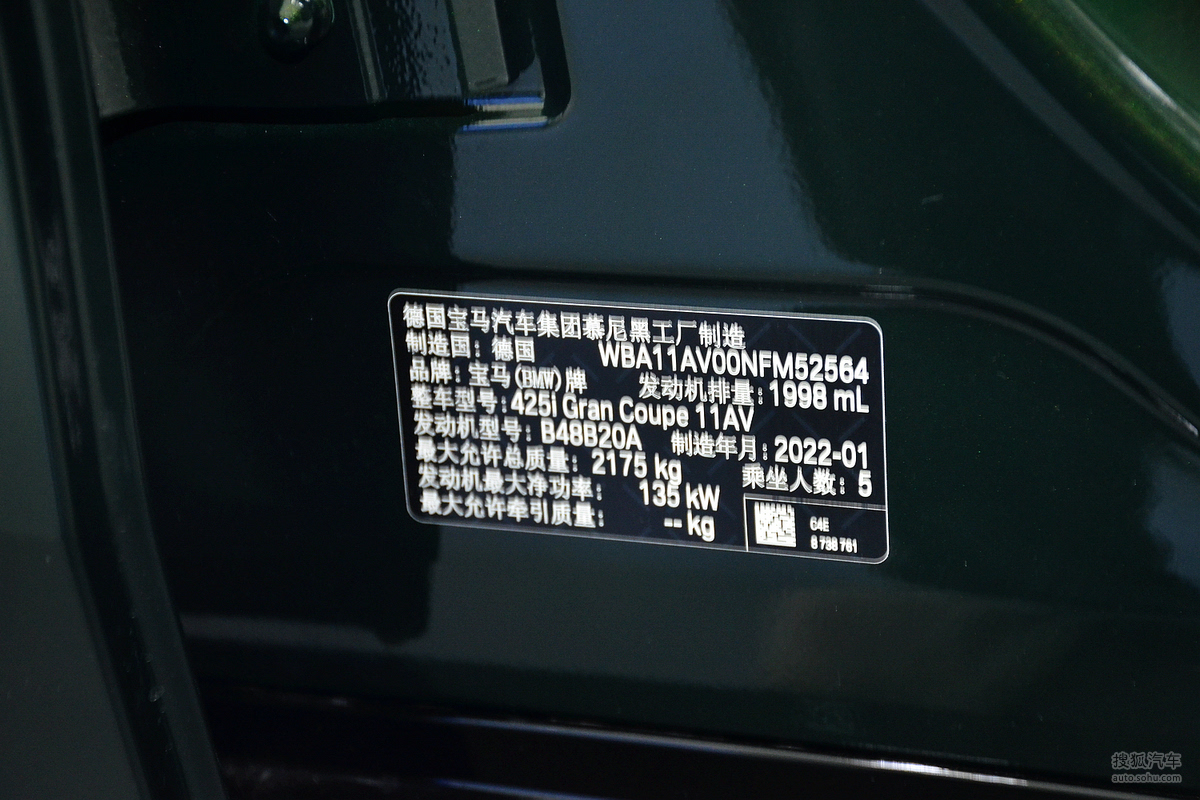 德国宝马汽车集团慕尼黑工厂制造
制造国：德国 WBA11AV00NFM52564
品牌：宝马(BMW)牌 发动机排量：1998 mL
整车型号：425i Gran Coupe 11AV
发动机型号：B48B20A 制造年月：2022-01
最大允许总质量：2175 kg 乘坐人数：5
发动机最大净功率：135 kW
最大允许牵引质量：-- kg
64E
8 738 761
搜狐汽车
auto.sohu.com